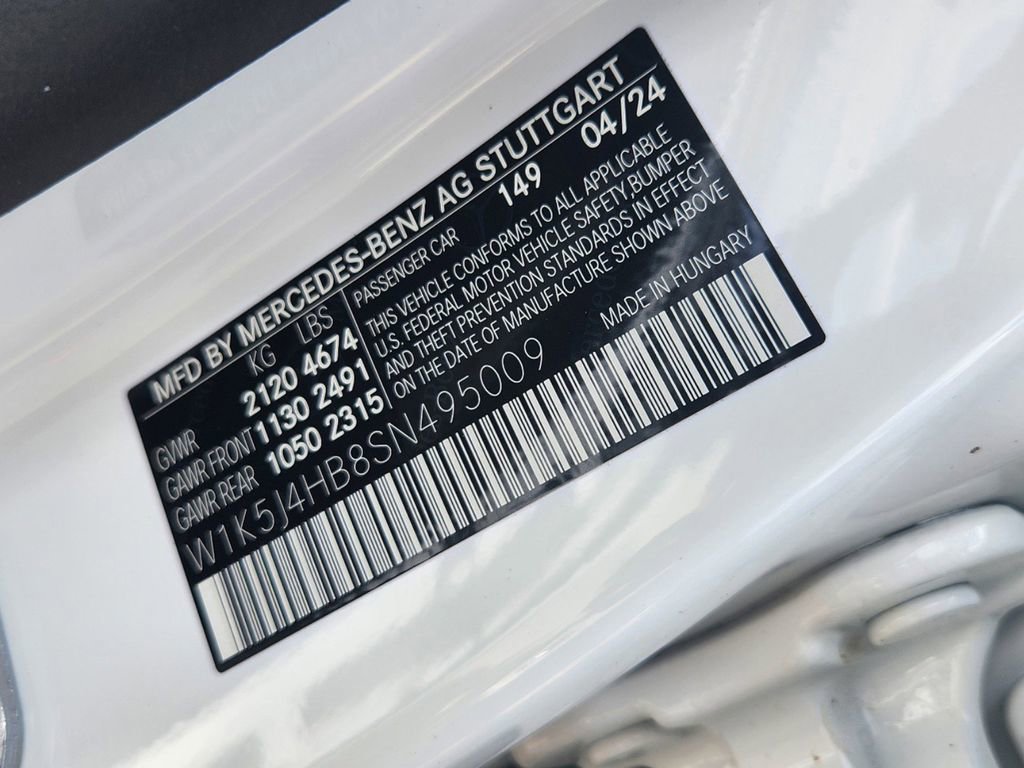 MFD BY MERCEDES-BENZ AG STUTTGART
149 04/24
KG LBS
GVWR 2120 4674
GAWR FRONT 1130 2491
GAWR REAR 1050 2315
PASSENGER CAR
THIS VEHICLE CONFORMS TO ALL APPLICABLE
U.S. FEDERAL MOTOR VEHICLE SAFETY, BUMPER
AND THEFT PREVENTION STANDARDS IN EFFECT
ON THE DATE OF MANUFACTURE SHOWN ABOVE
MADE IN HUNGARY
W1K5J4HB8SN495009